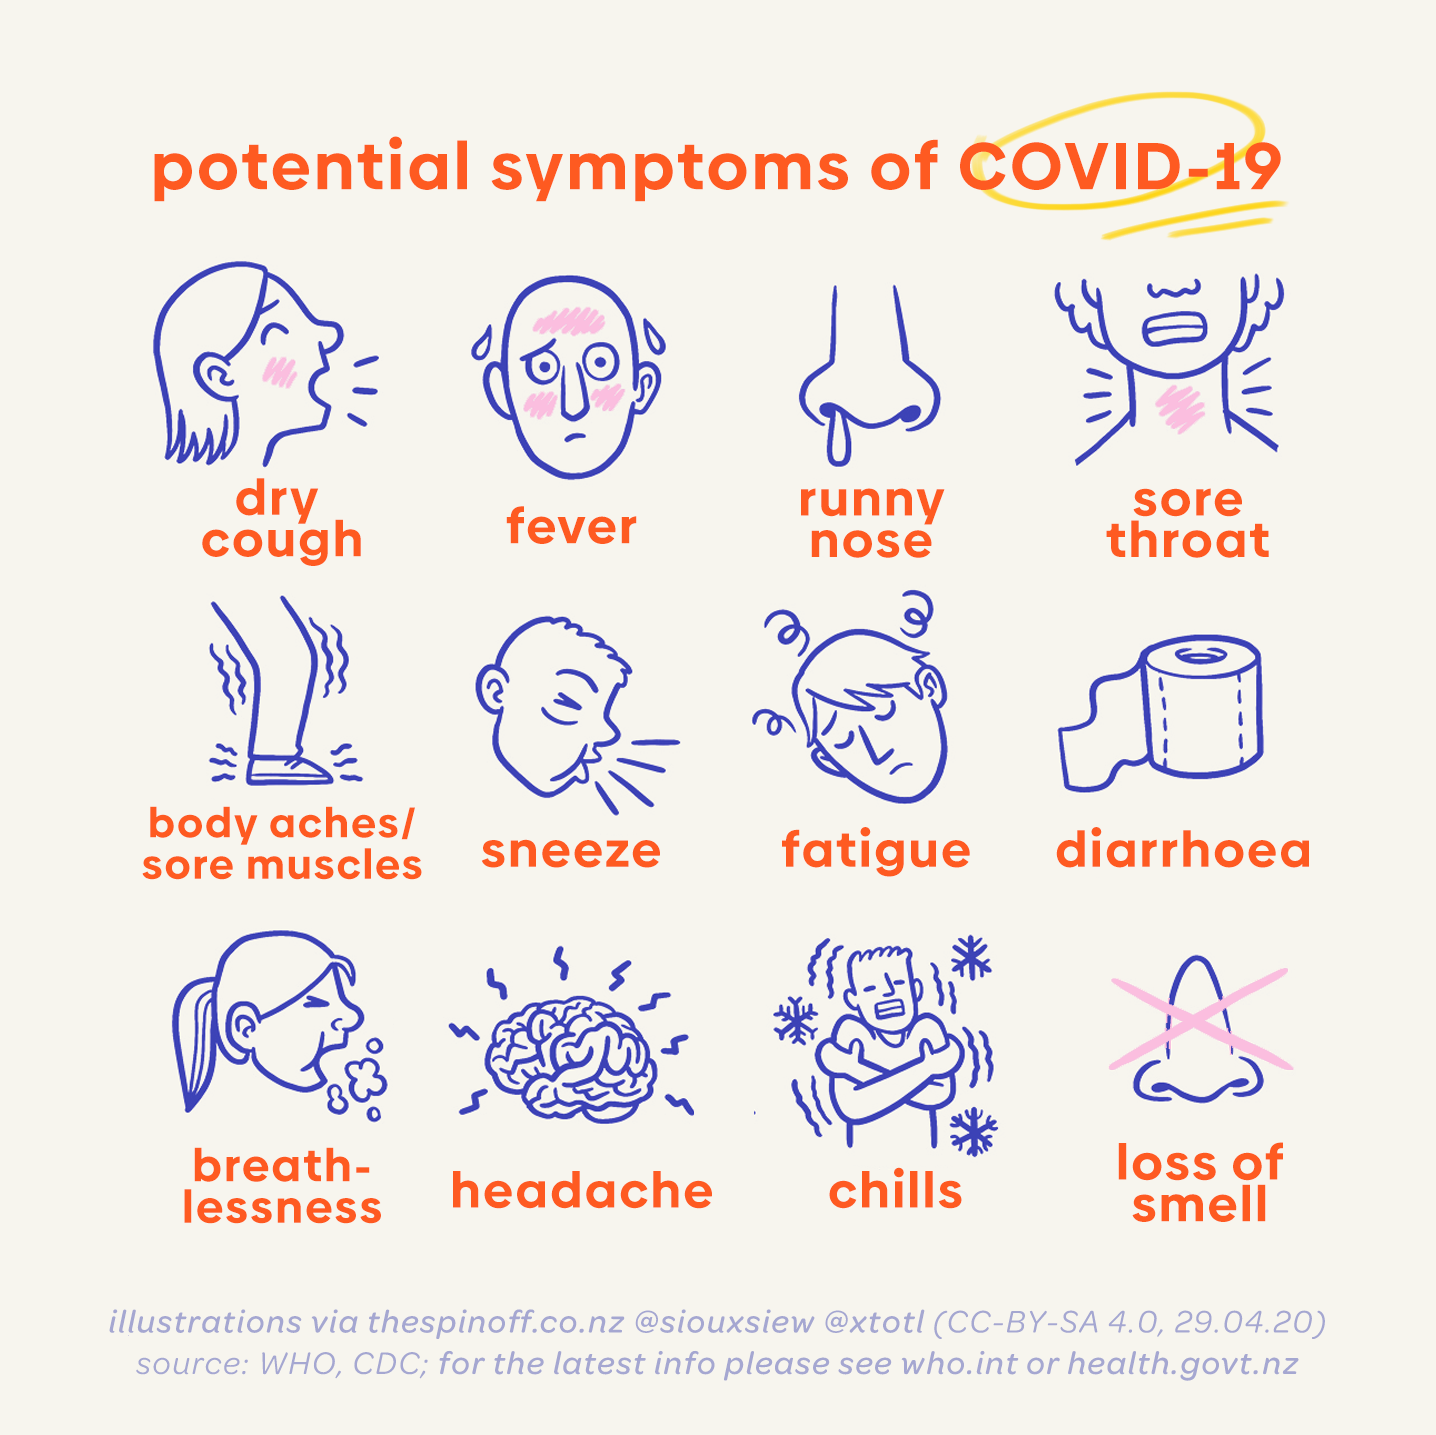 potential symptoms of COVID-19
dry
cough
fever
runny
nose
sore
throat
body aches/
sore muscles
sneeze
fatigue
diarrhoea
breath-
lessness
headache
chills
loss of
smell
illustrations via thespinoff.co.nz @siouxsiew @xtotl (CC-BY-SA 4.0, 29.04.20)
source: WHO, CDC; for the latest info please see who.int or health.govt.nz